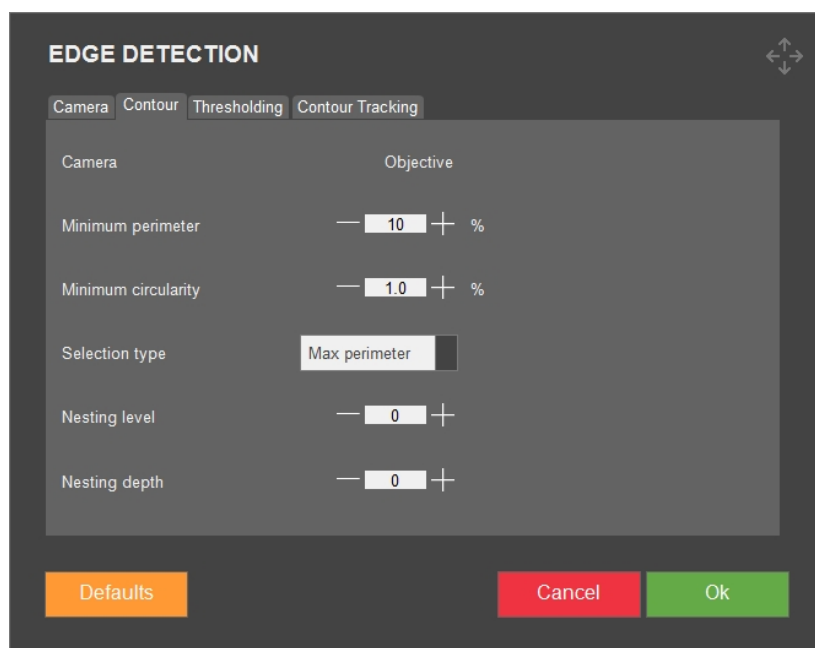 EDGE DETECTION
Camera Contour Thresholding Contour Tracking
Camera Objective
Minimum perimeter 10 %
Minimum circularity 1.0 %
Selection type Max perimeter
Nesting level 0
Nesting depth 0
Defaults Cancel Ok